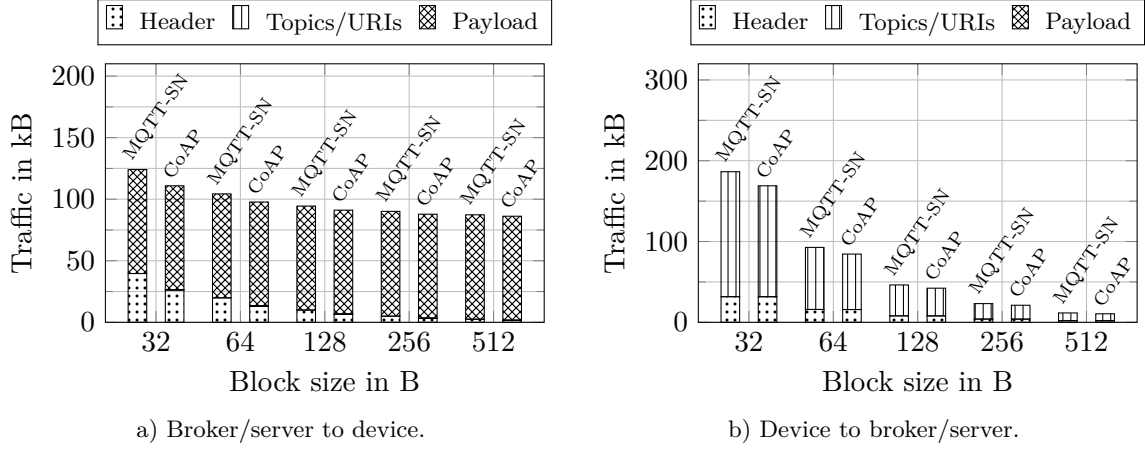 Header Topics/URIs Payload
200
150
100
50
0
Traffic in kB
MQTT-SN CoAP MQTT-SN CoAP MQTT-SN CoAP MQTT-SN CoAP MQTT-SN CoAP
32 64 128 256 512
Block size in B
a) Broker/server to device.
Header Topics/URIs Payload
300
200
100
0
Traffic in kB
MQTT-SN CoAP MQTT-SN CoAP MQTT-SN CoAP MQTT-SN CoAP MQTT-SN CoAP
32 64 128 256 512
Block size in B
b) Device to broker/server.